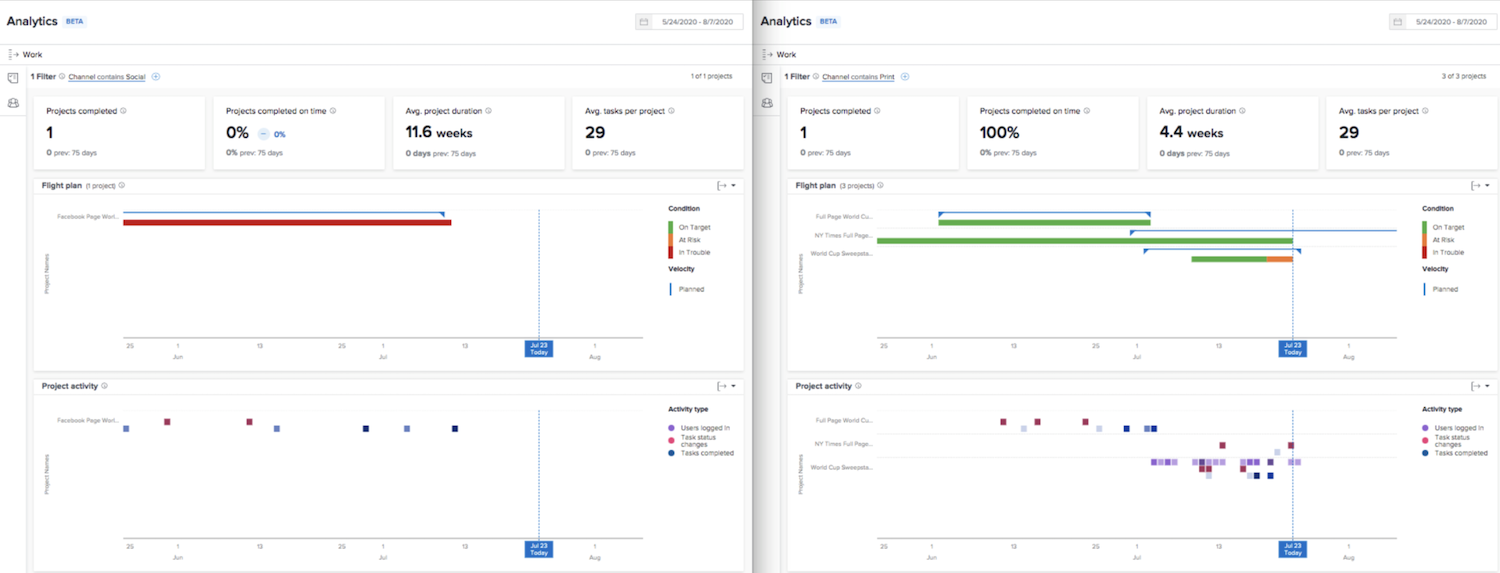 Analytics BETA
5/24/2020 - 8/7/2020
Work
1 Filter Channel contains Social
1 of 1 projects
Projects completed
1
0 prev: 75 days
Projects completed on time
0% 0%
0% prev: 75 days
Avg. project duration
11.6 weeks
0 days prev: 75 days
Avg. tasks per project
29
0 prev: 75 days
Flight plan (1 project)
Facebook Page Worl...
Project Names
25 1 13 25 1 13 Jul 23 1
Jun Jul Today Aug
Condition
On Target
At Risk
In Trouble
Velocity
Planned
Project activity
Facebook Page Worl...
Project Names
25 1 13 25 1 13 Jul 23 1
Jun Jul Today Aug
Activity type
Users logged in
Task status
changes
Tasks completed
Analytics BETA
5/24/2020 - 8/7/2020
Work
1 Filter Channel contains Print
3 of 3 projects
Projects completed
1
0 prev: 75 days
Projects completed on time
100%
0% prev: 75 days
Avg. project duration
4.4 weeks
0 days prev: 75 days
Avg. tasks per project
29
0 prev: 75 days
Flight plan (3 projects)
Full Page World Cu...
NY Times Full Page...
World Cup Sweepsta...
Project Names
25 1 13 25 1 13 Jul 23 1
Jun Jul Today Aug
Condition
On Target
At Risk
In Trouble
Velocity
Planned
Project activity
Full Page World Cu...
NY Times Full Page...
World Cup Sweepsta...
Project Names
25 1 13 25 1 13 Jul 23 1
Jun Jul Today Aug
Activity type
Users logged in
Task status
changes
Tasks completed